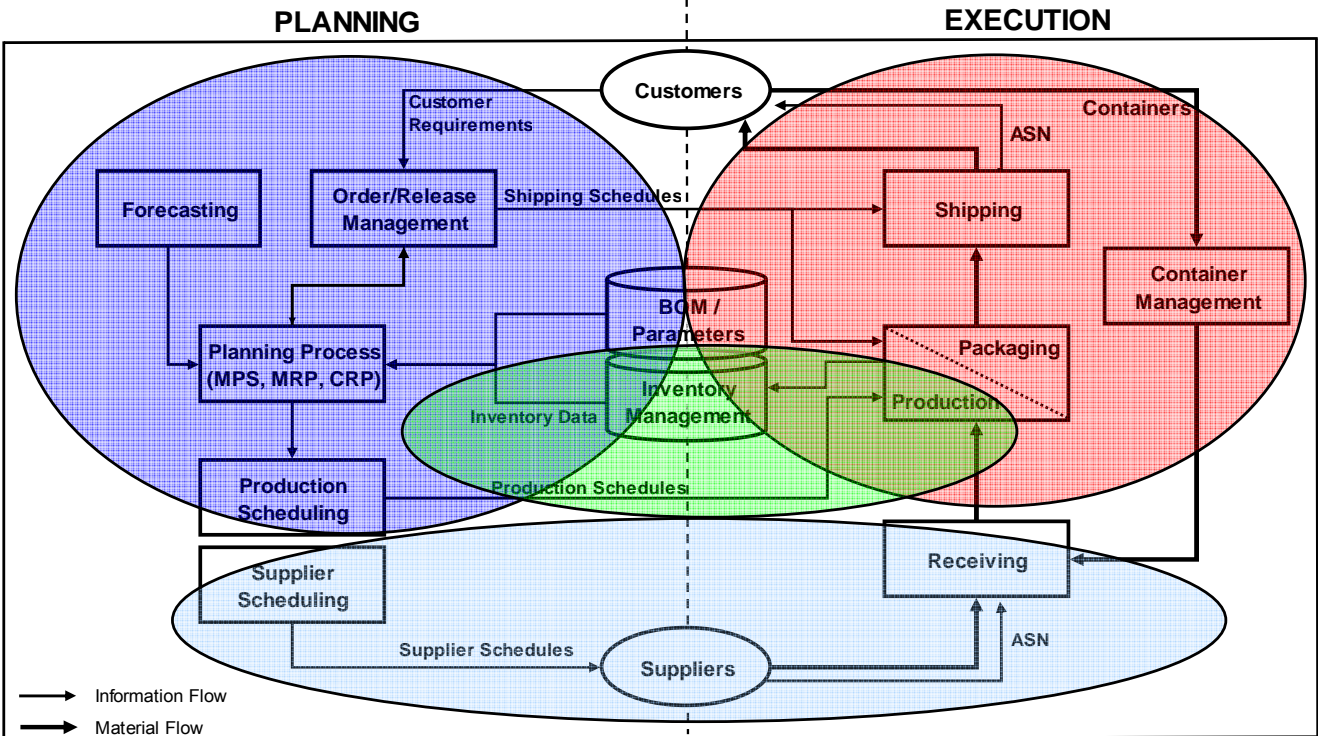 PLANNING
EXECUTION
Customers
Customer
Requirements
Containers
ASN
Forecasting
Order/Release
Management
Shipping Schedules
Shipping
Container
Management
BOM /
Parameters
Planning Process
(MPS, MRP, CRP)
Packaging
Inventory
Management
Production
Inventory Data
Production
Scheduling
Production Schedules
Receiving
Supplier
Scheduling
Supplier Schedules
Suppliers
ASN
Information Flow
Material Flow